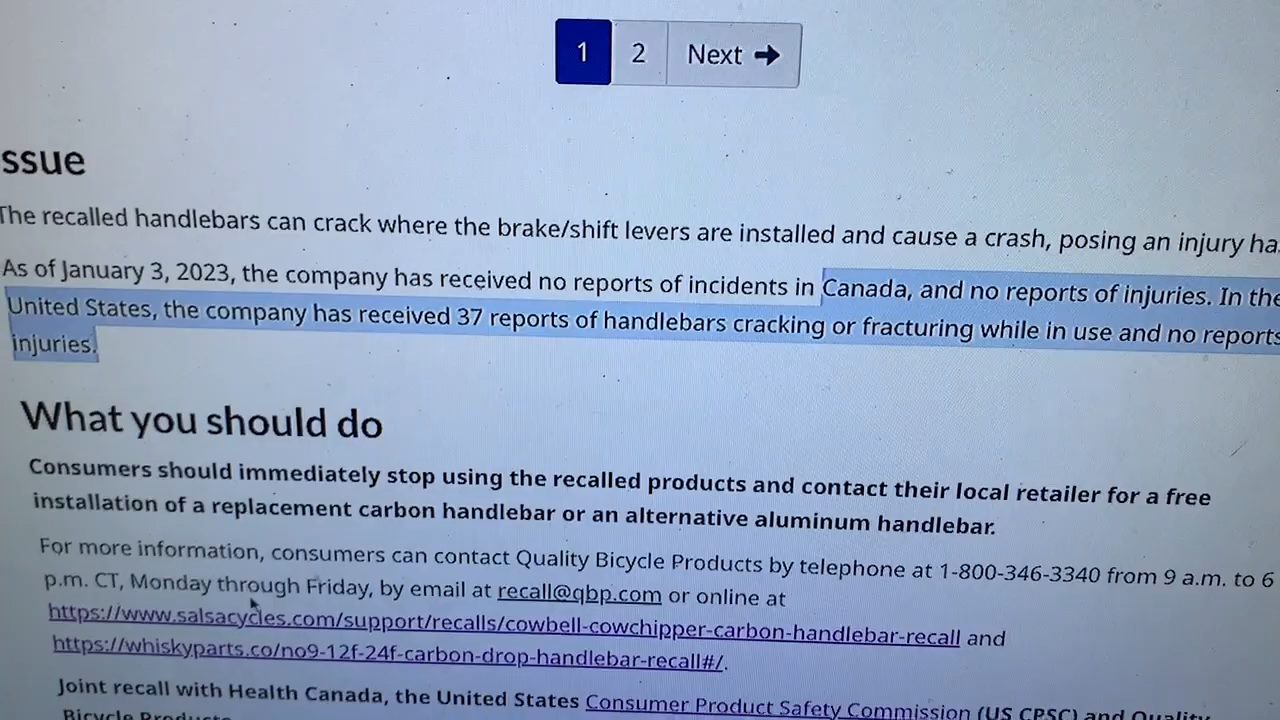 1 2 Next →
ssue
The recalled handlebars can crack where the brake/shift levers are installed and cause a crash, posing an injury ha
As of January 3, 2023, the company has received no reports of incidents in Canada, and no reports of injuries. In the
United States, the company has received 37 reports of handlebars cracking or fracturing while in use and no reports
injuries.
What you should do
Consumers should immediately stop using the recalled products and contact their local retailer for a free
installation of a replacement carbon handlebar or an alternative aluminum handlebar.
For more information, consumers can contact Quality Bicycle Products by telephone at 1-800-346-3340 from 9 a.m. to 6
p.m. CT, Monday through Friday, by email at recall@qbp.com or online at
https://www.salsacycles.com/support/recalls/cowbell-cowchipper-carbon-handlebar-recall and
https://whiskyparts.co/no9-12f-24f-carbon-drop-handlebar-recall#/.
Joint recall with Health Canada, the United States Consumer Product Safety Commission (US CPSC) and Quality
Bicycle Products